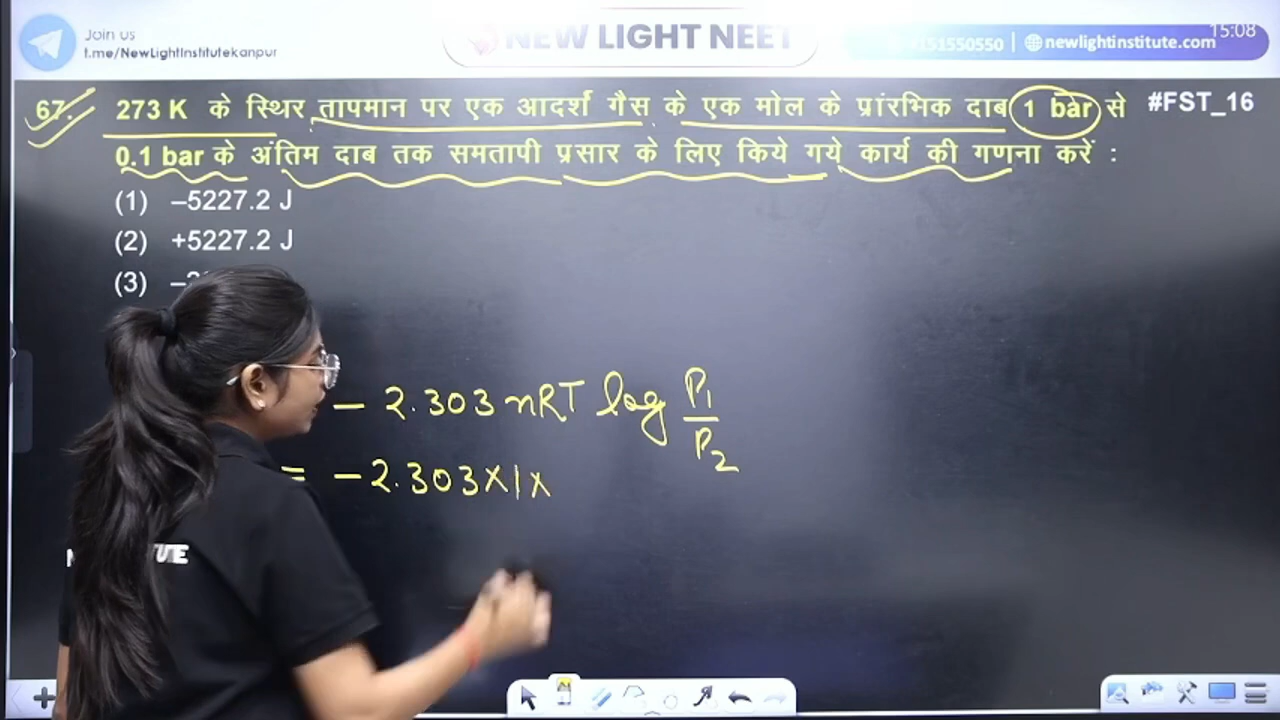 Join us
t.me/NewLightInstitutekanpur
NEW LIGHT NEET
151550550 | newlightinstitute.com
15:08
67. 273 K के स्थिर तापमान पर एक आदर्श गैस के एक मोल के प्रारंभिक दाब 1 bar से
#FST_16
0.1 bar के अंतिम दाब तक समतापी प्रसार के लिए किये गये कार्य की गणना करें :
(1) –5227.2 J
(2) +5227.2 J
(3)
– 2.303 nRT log P₁/P₂
= – 2.303 × 1 ×